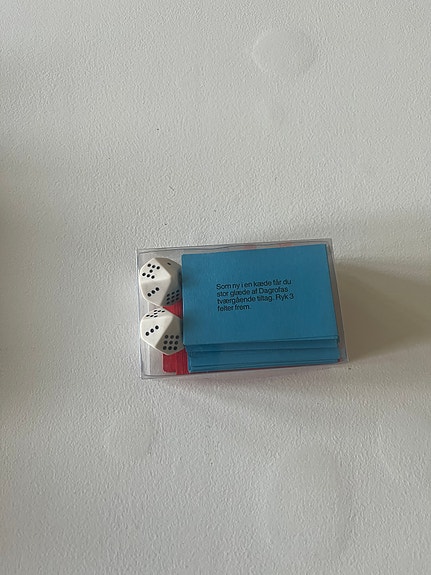 Som ny i en kæde får du
stor glæde af Dagrofas
tværgående tiltag. Ryk 3
felter frem.